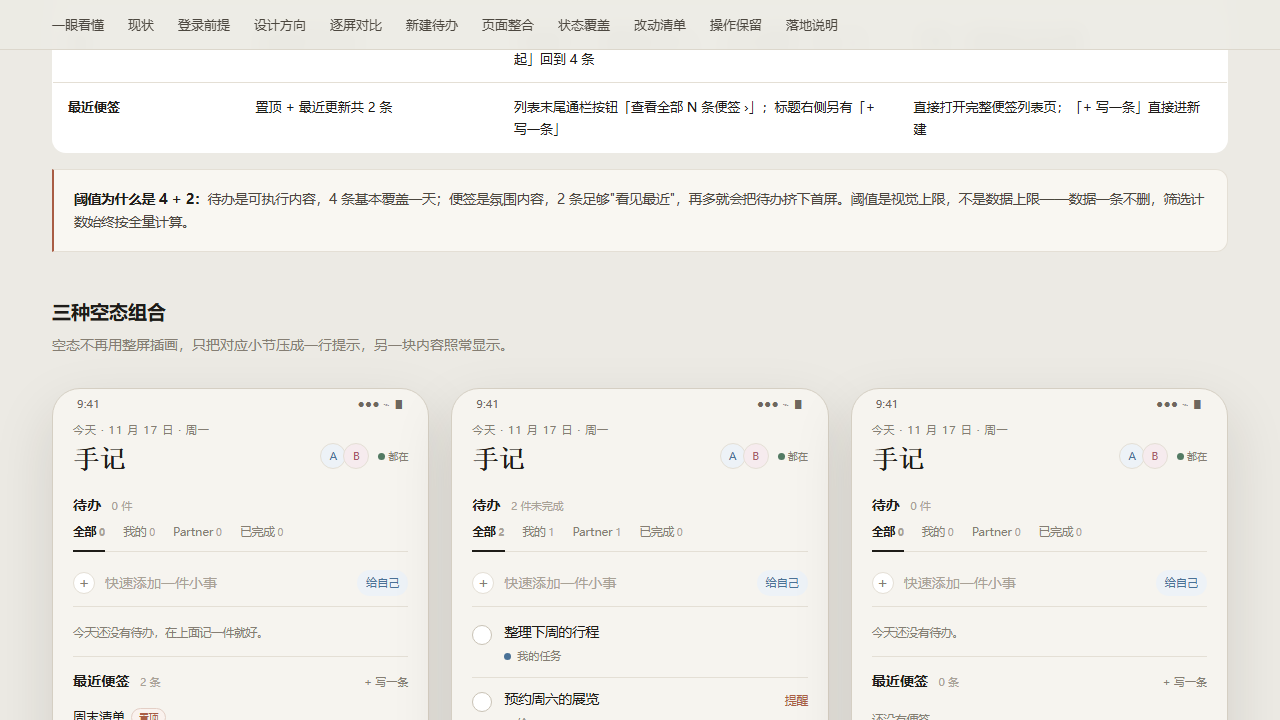 一眼看懂 现状 登录前提 设计方向 逐屏对比 新建待办 页面整合 状态覆盖 改动清单 操作保留 落地说明
起」回到 4 条
最近便签
置顶 + 最近更新共 2 条
列表末尾通栏按钮「查看全部 N 条便签 ›」；标题右侧另有「+
写一条」
直接打开完整便签列表页；「+ 写一条」直接进新
建
阈值为什么是 4 + 2：待办是可执行内容，4 条基本覆盖一天；便签是氛围内容，2 条足够"看见最近"，再多就会把待办挤下首屏。阈值是视觉上限，不是数据上限——数据一条不删，筛选计
数始终按全量计算。
三种空态组合
空态不再用整屏插画，只把对应小节压成一行提示，另一块内容照常显示。
9:41
今天 · 11 月 17 日 · 周一
手记
A B 都在
待办 0 件
全部 0 我的 0 Partner 0 已完成 0
+ 快速添加一件小事 给自己
今天还没有待办，在上面记一件就好。
最近便签 2 条 + 写一条
周末清单 置顶
9:41
今天 · 11 月 17 日 · 周一
手记
A B 都在
待办 2 件未完成
全部 2 我的 1 Partner 1 已完成 0
+ 快速添加一件小事 给自己
整理下周的行程
我的任务
预约周六的展览 提醒
9:41
今天 · 11 月 17 日 · 周一
手记
A B 都在
待办 0 件
全部 0 我的 0 Partner 0 已完成 0
+ 快速添加一件小事 给自己
今天还没有待办。
最近便签 0 条 + 写一条
还没有便签